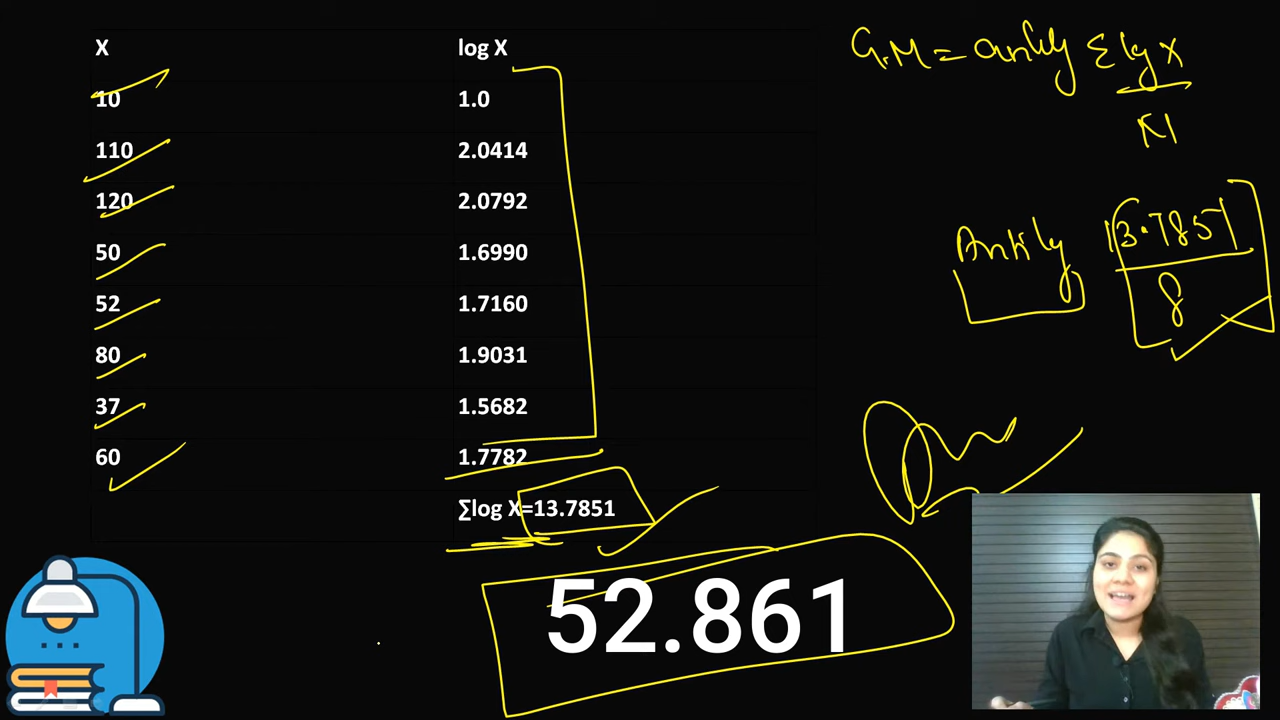 X log X
10 1.0
110 2.0414
120 2.0792
50 1.6990
52 1.7160
80 1.9031
37 1.5682
60 1.7782
∑log X=13.7851
52.861
G.M = antilog Σ log X
N
Antilog 13.7851
8